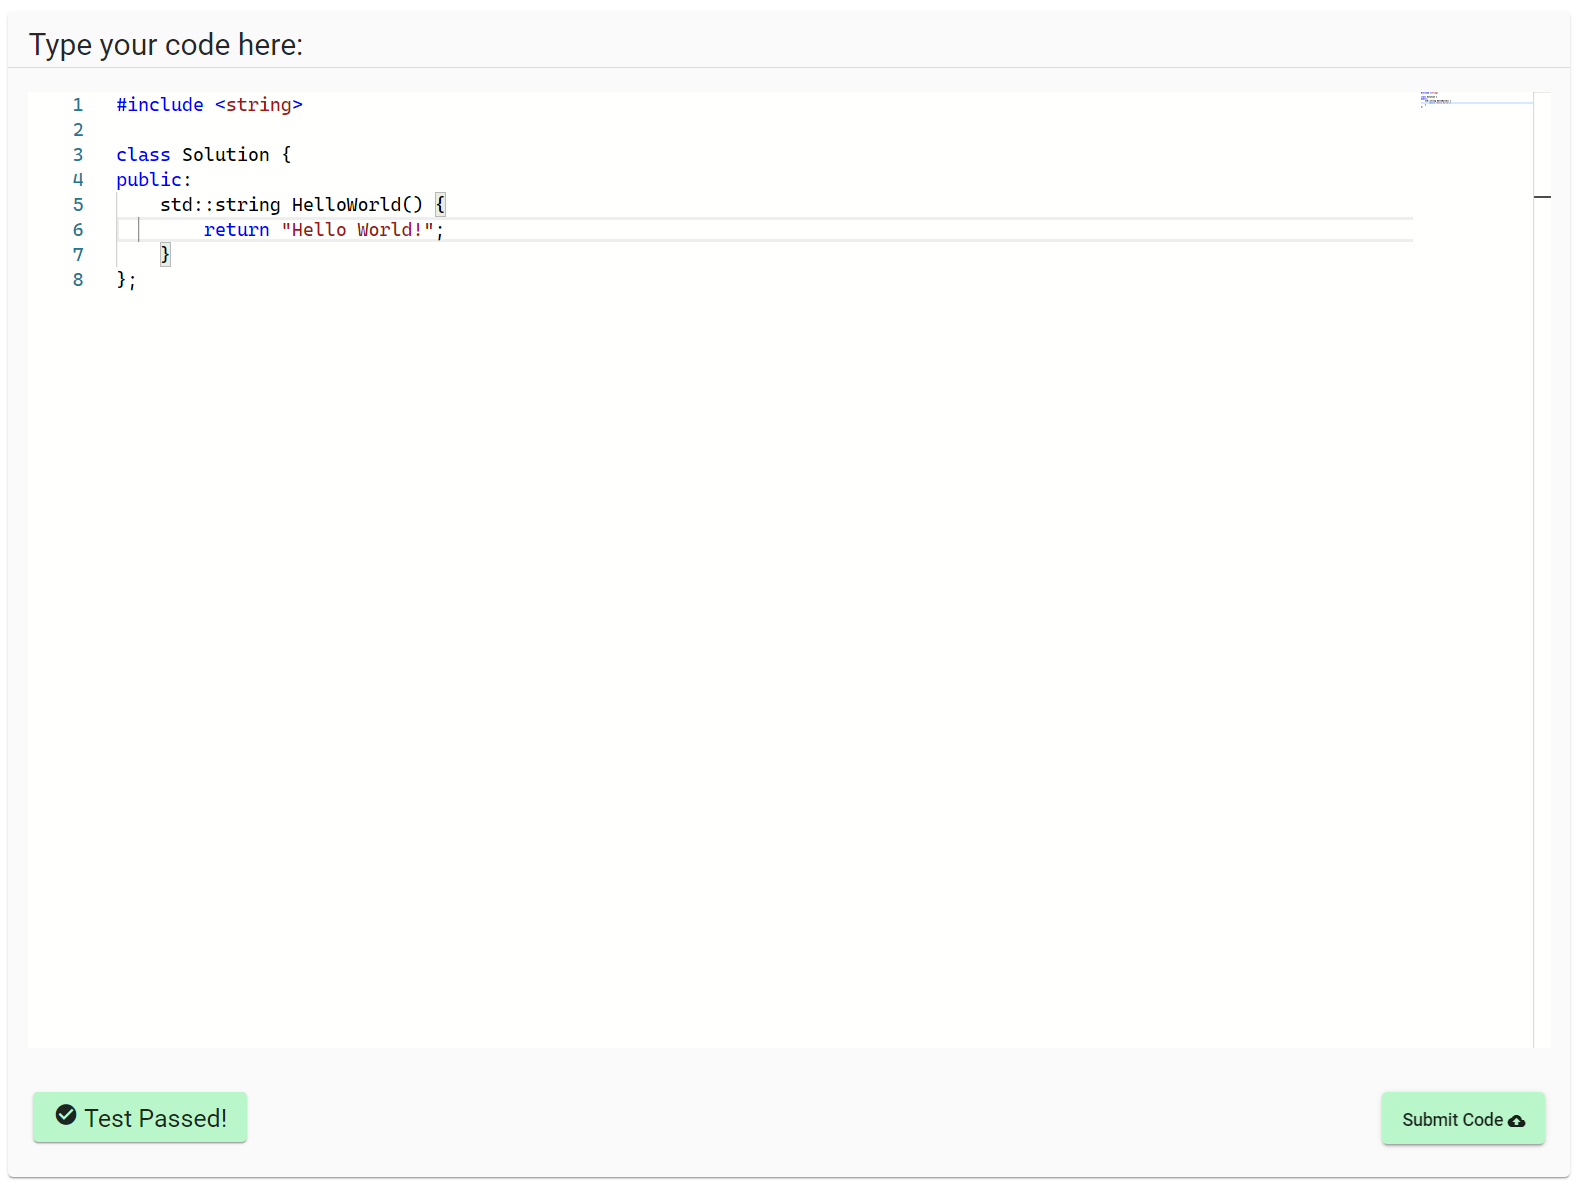 Type your code here:
1 #include <string>
2
3 class Solution {
4 public:
5     std::string HelloWorld() {
6         return "Hello World!";
7     }
8 };
Test Passed!
Submit Code